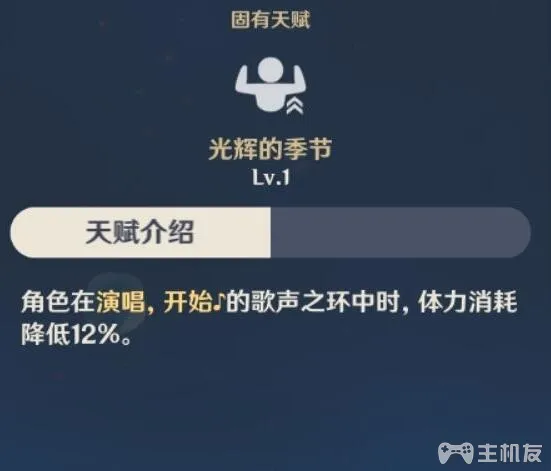 固有天赋
光辉的季节
Lv.1
天赋介绍
角色在演唱，开始♪的歌声之环中时，体力消耗
降低12%。
主机友